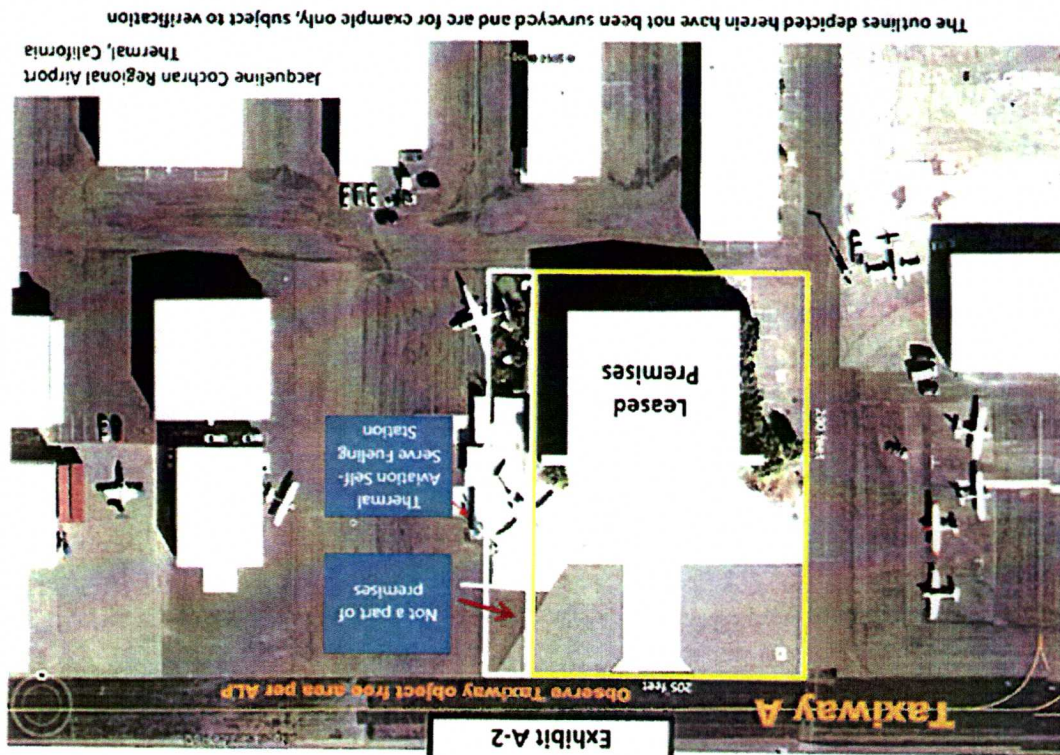 Exhibit A-2
Taxiway A
205 feet
Observe Taxiway object free area per ALP
Not a part of
premises
Thermal
Aviation Self-
Serve Fueling
Station
Leased
Premises
200 feet
Jacqueline Cochran Regional Airport
Thermal, California
The outlines depicted herein have not been surveyed and are for example only, subject to verification